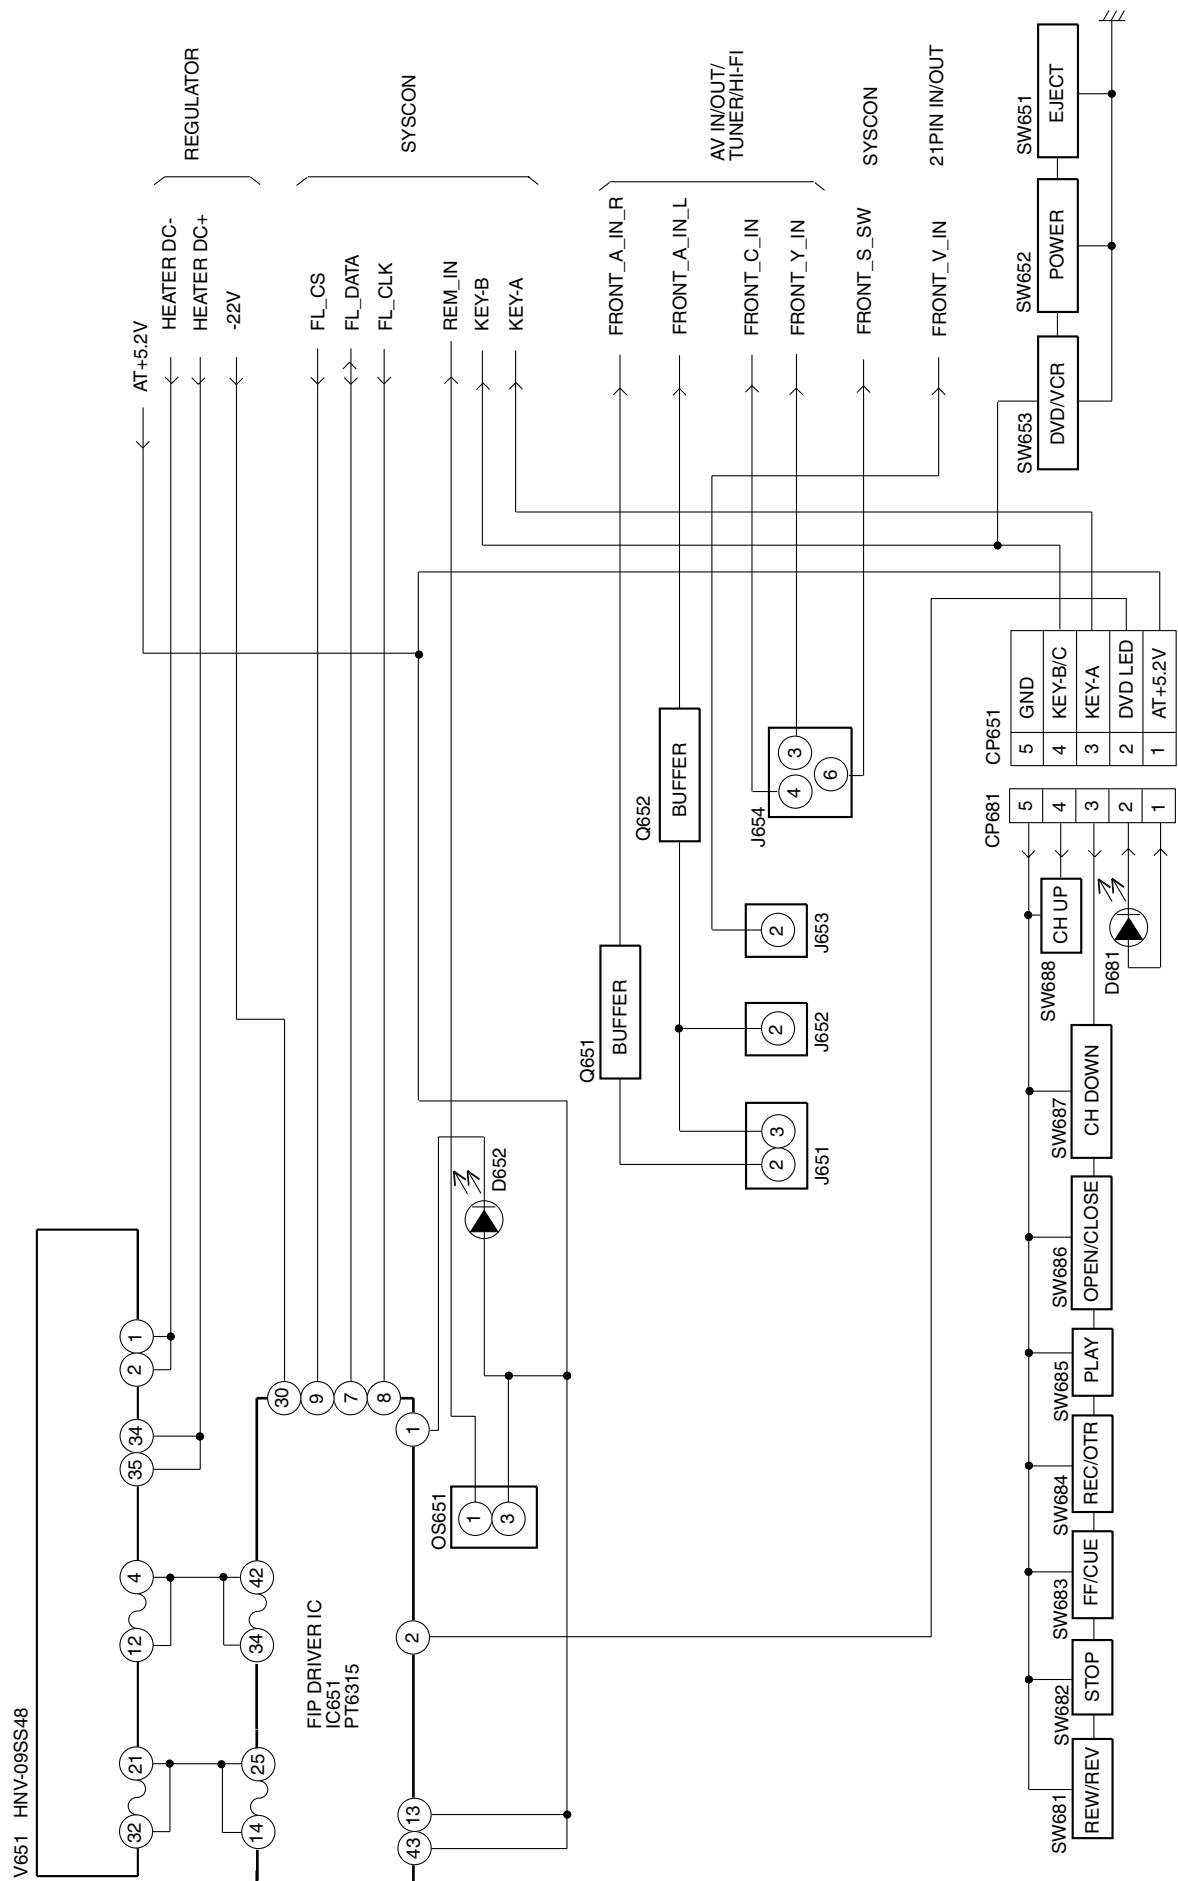 V651 HNV-09SS48
32
21
12
4
35
34
2
1
14
25
34
42
30
9
7
8
1
2
13
43
FIP DRIVER IC
IC651
PT6315
AT+5.2V
HEATER DC-
HEATER DC+
-22V
REGULATOR
FL_CS
FL_DATA
FL_CLK
REM_IN
KEY-B
KEY-A
SYSCON
FRONT_A_IN_R
FRONT_A_IN_L
FRONT_C_IN
FRONT_Y_IN
AV IN/OUT/
TUNER/HI-FI
FRONT_S_SW
SYSCON
FRONT_V_IN
21PIN IN/OUT
OS651
1
3
D652
Q651
BUFFER
Q652
BUFFER
J651
2
3
J652
2
J653
2
J654
4
3
6
SW653
DVD/VCR
SW652
POWER
SW651
EJECT
CP651
5 GND
4 KEY-B/C
3 KEY-A
2 DVD LED
1 AT+5.2V
CP681
5
4
3
2
1
SW681
REW/REV
SW682
STOP
SW683
FF/CUE
SW684
REC/OTR
SW685
PLAY
SW686
OPEN/CLOSE
SW687
CH DOWN
SW688
CH UP
D681